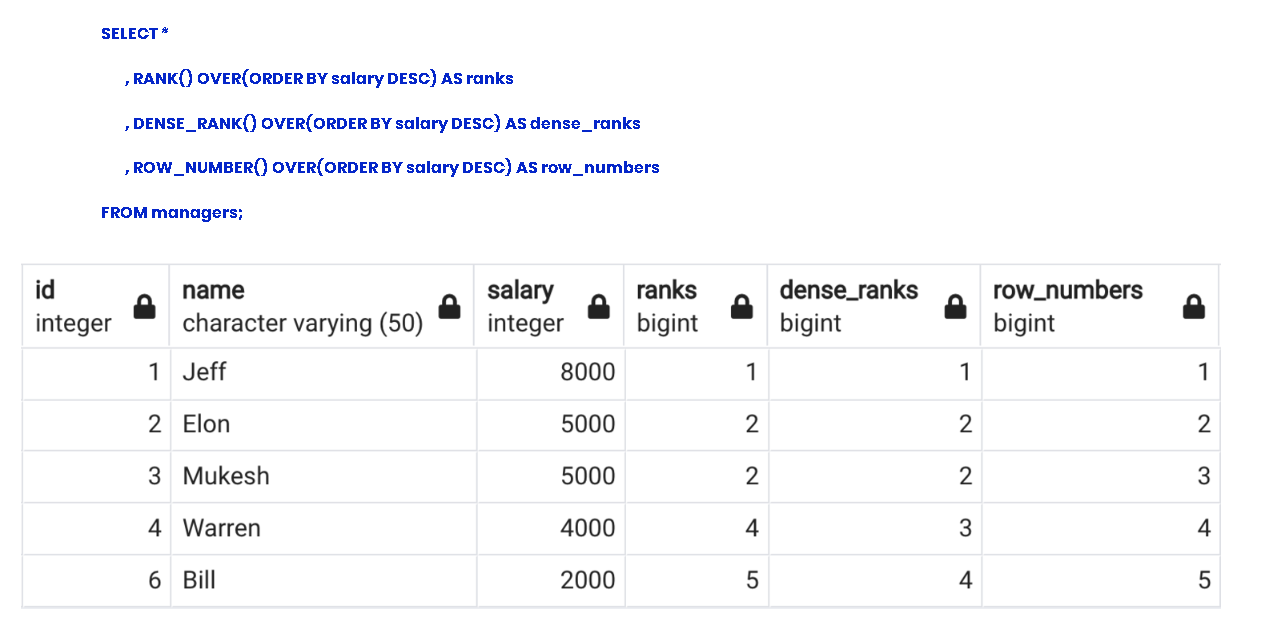 SELECT *
, RANK() OVER(ORDER BY salary DESC) AS ranks
, DENSE_RANK() OVER(ORDER BY salary DESC) AS dense_ranks
, ROW_NUMBER() OVER(ORDER BY salary DESC) AS row_numbers
FROM managers;
id name salary ranks dense_ranks row_numbers
integer character varying (50) integer bigint bigint bigint
1 Jeff 8000 1 1 1
2 Elon 5000 2 2 2
3 Mukesh 5000 2 2 3
4 Warren 4000 4 3 4
6 Bill 2000 5 4 5